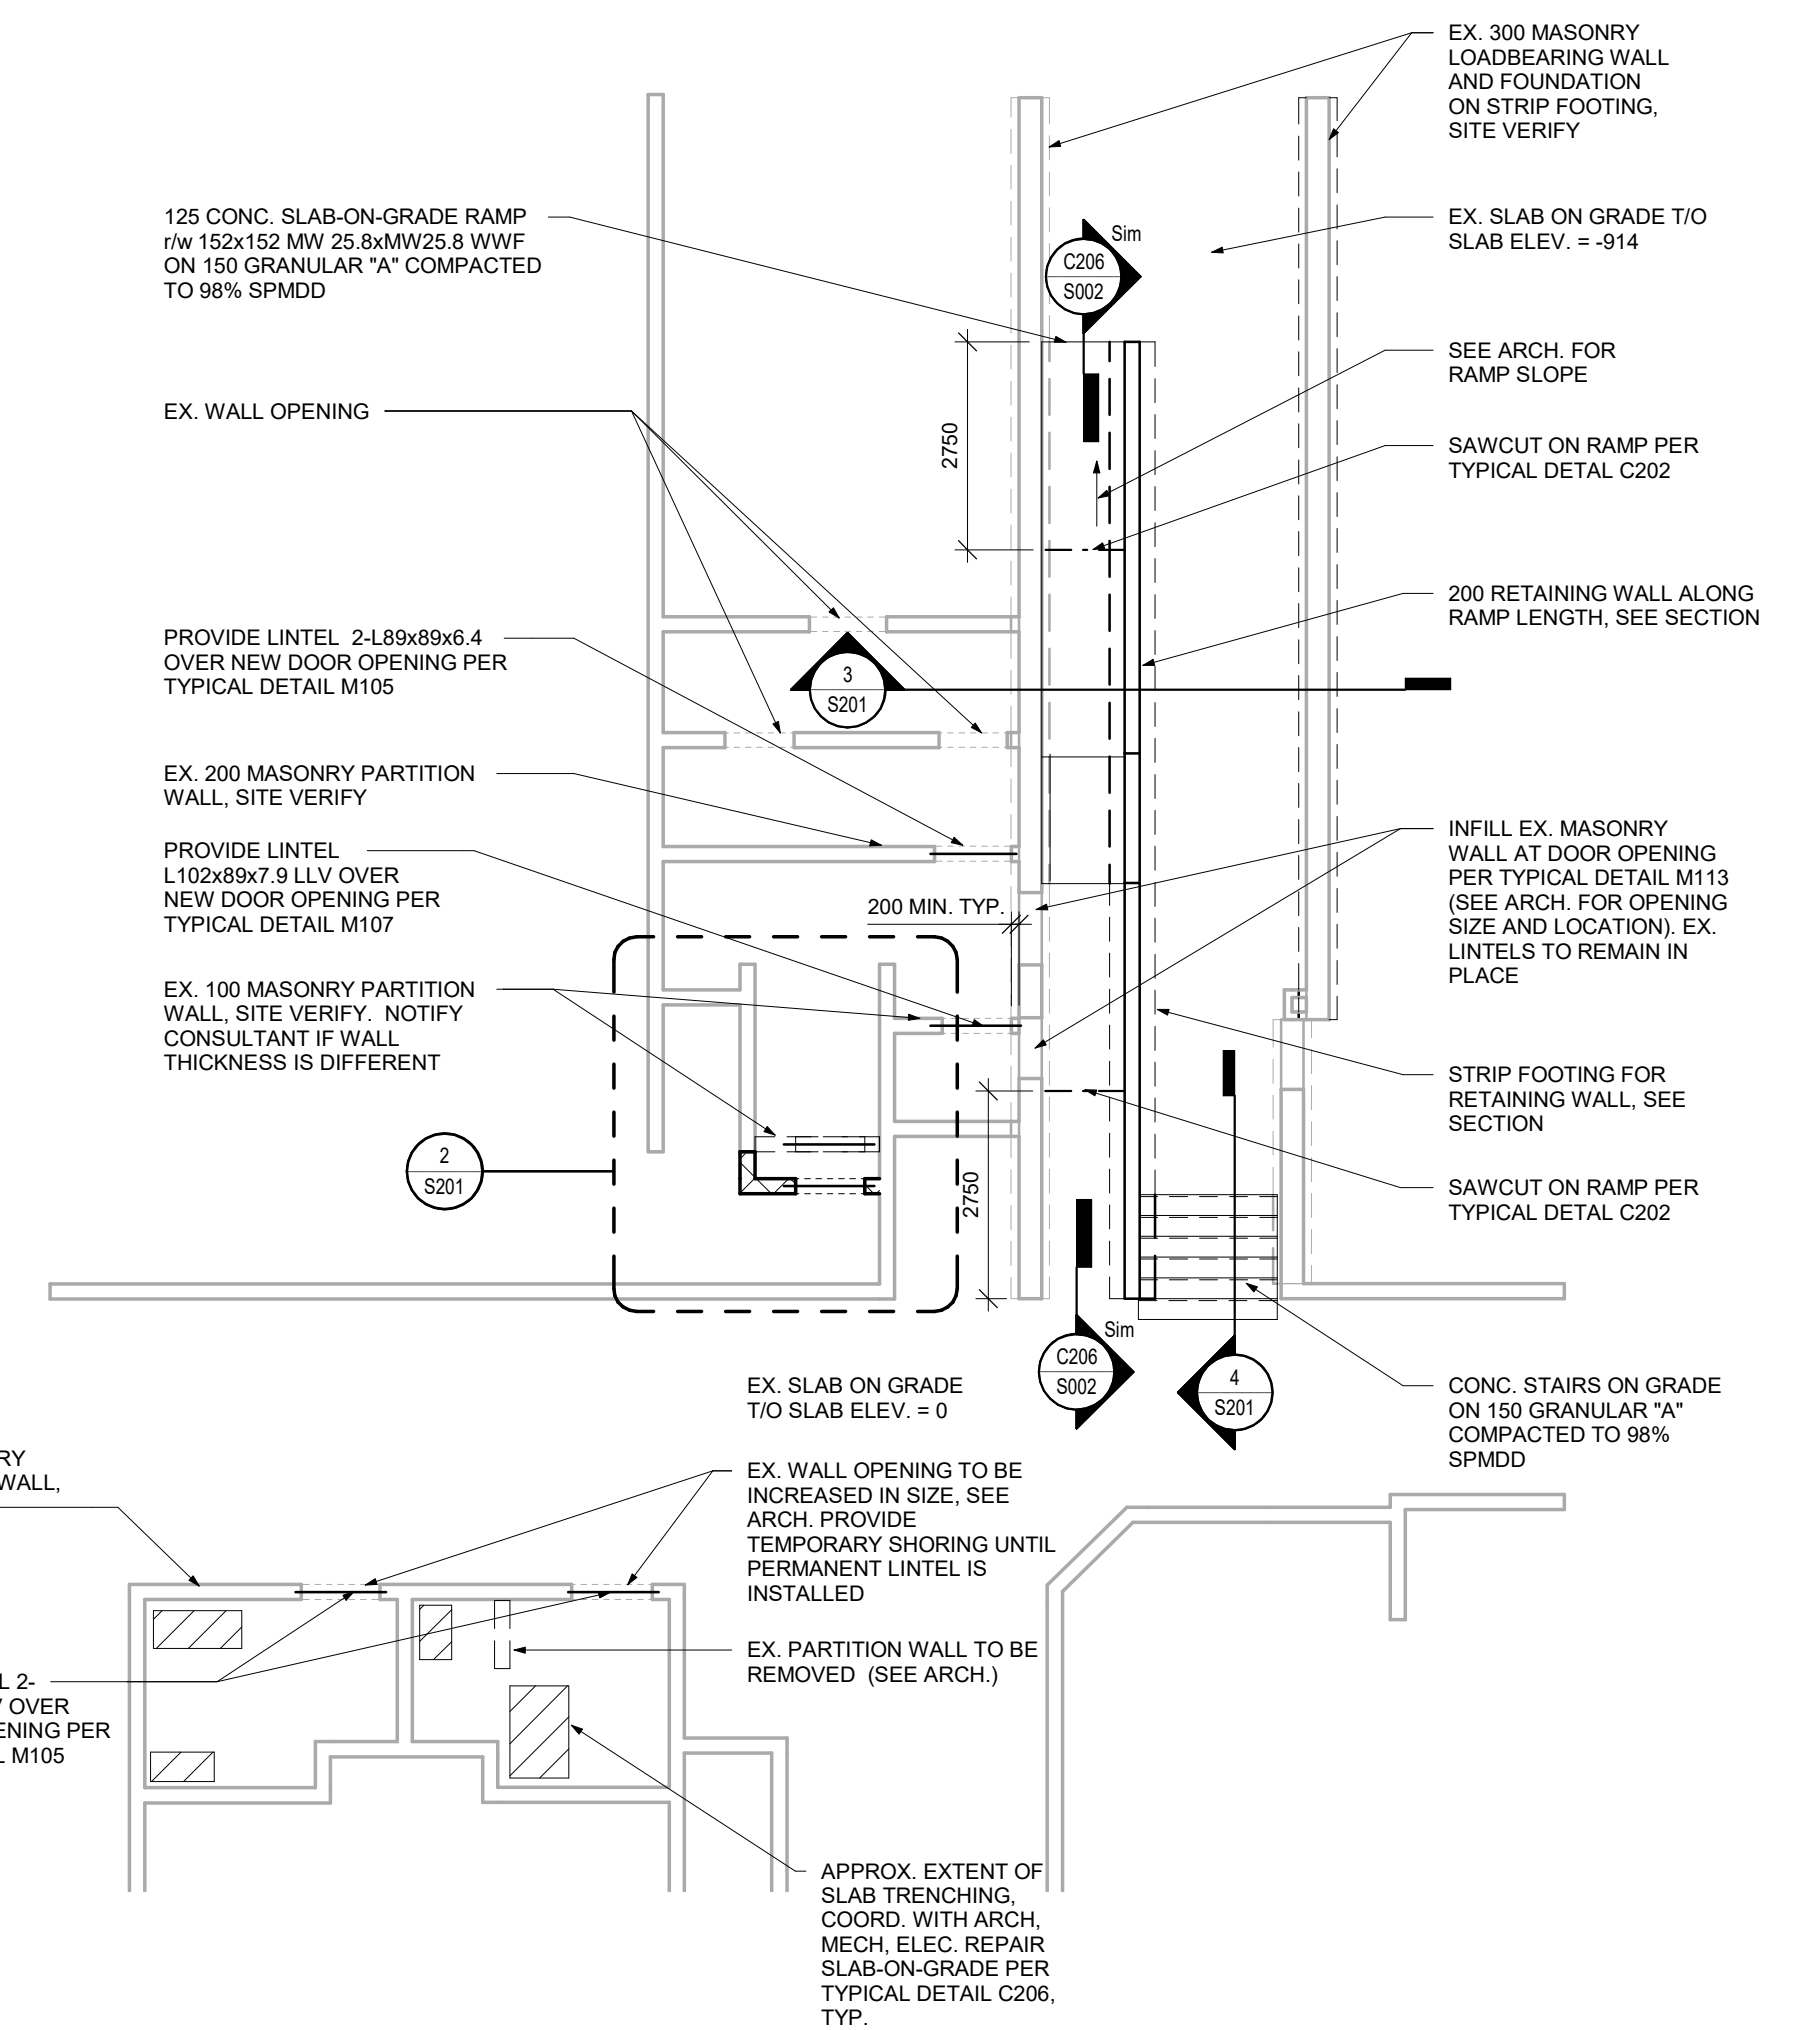 EX. 300 MASONRY
LOADBEARING WALL
AND FOUNDATION
ON STRIP FOOTING,
SITE VERIFY
125 CONC. SLAB-ON-GRADE RAMP
r/w 152x152 MW 25.8xMW25.8 WWF
ON 150 GRANULAR "A" COMPACTED
TO 98% SPMDD
Sim
C206
S002
EX. SLAB ON GRADE T/O
SLAB ELEV. = -914
SEE ARCH. FOR
RAMP SLOPE
EX. WALL OPENING
2750
SAWCUT ON RAMP PER
TYPICAL DETAL C202
200 RETAINING WALL ALONG
RAMP LENGTH, SEE SECTION
PROVIDE LINTEL 2-L89x89x6.4
OVER NEW DOOR OPENING PER
TYPICAL DETAIL M105
3
S201
EX. 200 MASONRY PARTITION
WALL, SITE VERIFY
PROVIDE LINTEL
L102x89x7.9 LLV OVER
NEW DOOR OPENING PER
TYPICAL DETAIL M107
200 MIN. TYP.
INFILL EX. MASONRY
WALL AT DOOR OPENING
PER TYPICAL DETAIL M113
(SEE ARCH. FOR OPENING
SIZE AND LOCATION). EX.
LINTELS TO REMAIN IN
PLACE
EX. 100 MASONRY PARTITION
WALL, SITE VERIFY. NOTIFY
CONSULTANT IF WALL
THICKNESS IS DIFFERENT
STRIP FOOTING FOR
RETAINING WALL, SEE
SECTION
2
S201
2750
SAWCUT ON RAMP PER
TYPICAL DETAL C202
Sim
C206
S002
4
S201
EX. SLAB ON GRADE
T/O SLAB ELEV. = 0
CONC. STAIRS ON GRADE
ON 150 GRANULAR "A"
COMPACTED TO 98%
SPMDD
RY
WALL,
EX. WALL OPENING TO BE
INCREASED IN SIZE, SEE
ARCH. PROVIDE
TEMPORARY SHORING UNTIL
PERMANENT LINTEL IS
INSTALLED
EX. PARTITION WALL TO BE
REMOVED (SEE ARCH.)
L 2-
OVER
ENING PER
M105
APPROX. EXTENT OF
SLAB TRENCHING,
COORD. WITH ARCH,
MECH, ELEC. REPAIR
SLAB-ON-GRADE PER
TYPICAL DETAIL C206,
TYP.